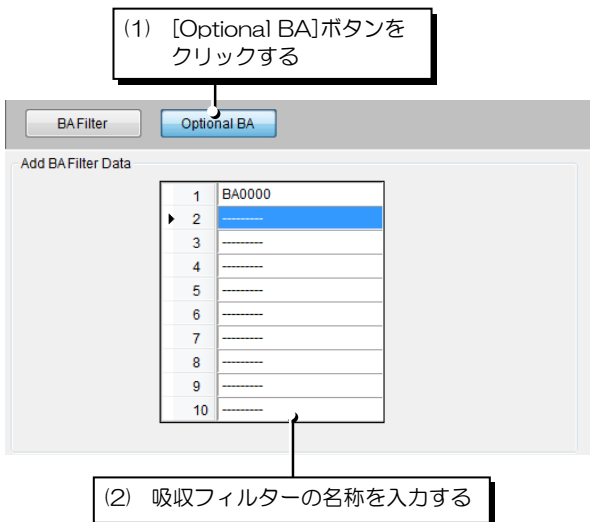 (1) [Optional BA]ボタンを
クリックする
BA Filter Optional BA
Add BA Filter Data
1 BA0000
2 ---------
3 ---------
4 ---------
5 ---------
6 ---------
7 ---------
8 ---------
9 ---------
10 ---------
(2) 吸収フィルターの名称を入力する